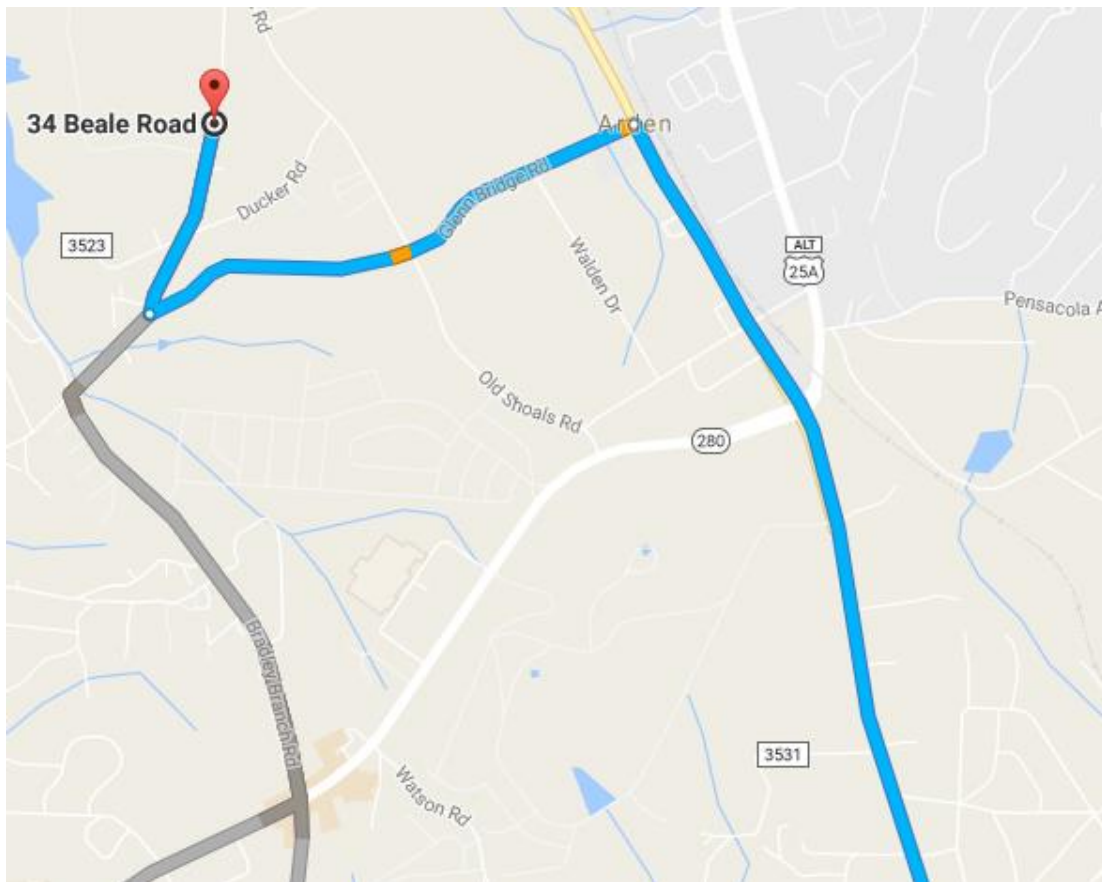 Rd
Arden
34 Beale Road
Ducker Rd
Glenn Bridge Rd
3523
Walden Dr
ALT
25A
Pensacola A
Old Shoals Rd
280
Bradley Branch Rd
3531
Watson Rd